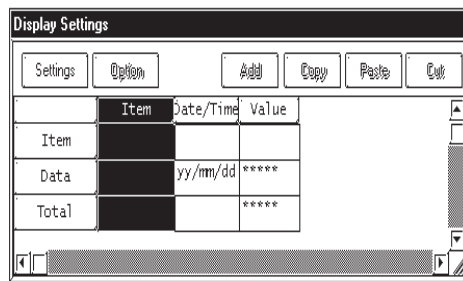 Display Settings
Settings Option Add Copy Paste Cut
Item Date/Time Value
Item
Data yy/mm/dd *****
Total *****